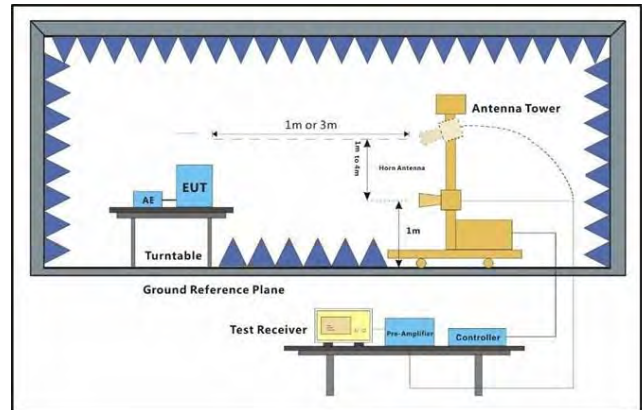 Antenna Tower
1m or 3m
1m to 4m
Horn Antenna
EUT
AE
1m
Turntable
Ground Reference Plane
Test Receiver
Pre-Amplifier
Controller